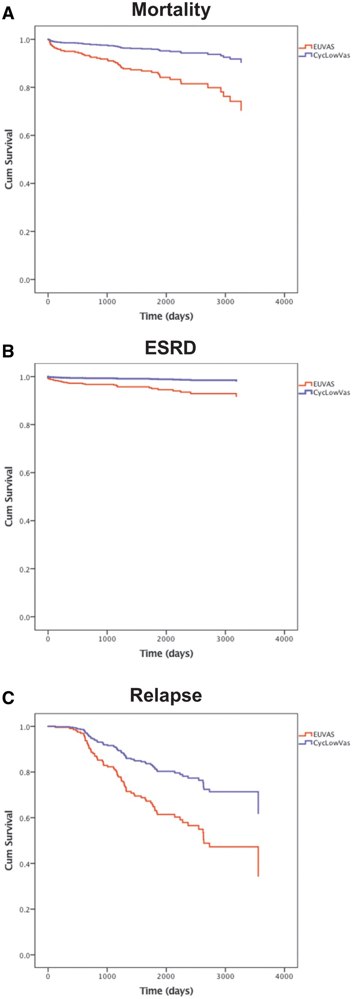 A
Mortality
1.0
0.8
0.6
0.4
0.2
0.0
Cum Survival
0 1000 2000 3000 4000
Time (days)
EUVAS
CycLowVas
B
ESRD
1.0
0.8
0.6
0.4
0.2
0.0
Cum Survival
0 1000 2000 3000 4000
Time (days)
EUVAS
CycLowVas
C
Relapse
1.0
0.8
0.6
0.4
0.2
0.0
Cum Survival
0 1000 2000 3000 4000
Time (days)
EUVAS
CycLowVas